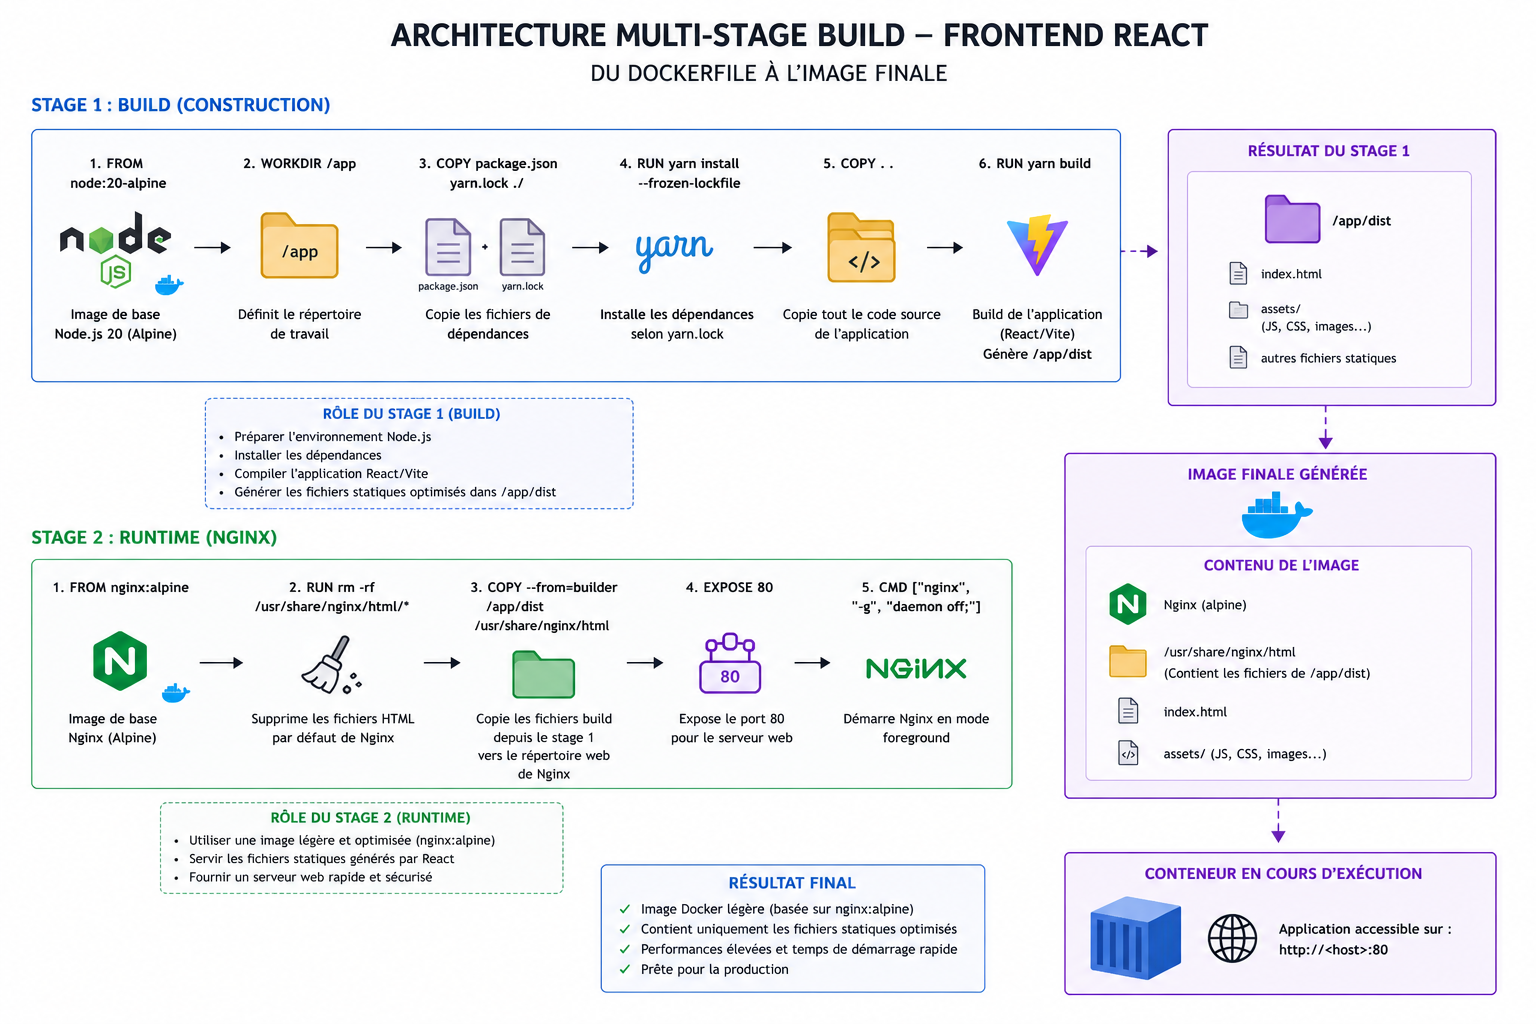 ARCHITECTURE MULTI-STAGE BUILD – FRONTEND REACT
DU DOCKERFILE À L'IMAGE FINALE
STAGE 1 : BUILD (CONSTRUCTION)
1. FROM
node:20-alpine
node
JS
Image de base
Node.js 20 (Alpine)
2. WORKDIR /app
/app
Définit le répertoire
de travail
3. COPY package.json
yarn.lock ./
+
package.json
yarn.lock
Copie les fichiers de
dépendances
4. RUN yarn install
--frozen-lockfile
yarn
Installe les dépendances
selon yarn.lock
5. COPY . .
</>
Copie tout le code source
de l'application
6. RUN yarn build
Build de l'application
(React/Vite)
Génère /app/dist
RÉSULTAT DU STAGE 1
/app/dist
index.html
assets/
(JS, CSS, images...)
autres fichiers statiques
RÔLE DU STAGE 1 (BUILD)
• Préparer l'environnement Node.js
• Installer les dépendances
• Compiler l'application React/Vite
• Générer les fichiers statiques optimisés dans /app/dist
STAGE 2 : RUNTIME (NGINX)
1. FROM nginx:alpine
N
Image de base
Nginx (Alpine)
2. RUN rm -rf
/usr/share/nginx/html/*
Supprime les fichiers HTML
par défaut de Nginx
3. COPY --from=builder
/app/dist
/usr/share/nginx/html
Copie les fichiers build
depuis le stage 1
vers le répertoire web
de Nginx
4. EXPOSE 80
80
Expose le port 80
pour le serveur web
5. CMD ["nginx",
"-g", "daemon off;"]
NGiNX
Démarre Nginx en mode
foreground
RÔLE DU STAGE 2 (RUNTIME)
• Utiliser une image légère et optimisée (nginx:alpine)
• Servir les fichiers statiques générés par React
• Fournir un serveur web rapide et sécurisé
IMAGE FINALE GÉNÉRÉE
CONTENU DE L'IMAGE
N
Nginx (alpine)
/usr/share/nginx/html
(Contient les fichiers de /app/dist)
index.html
</>
assets/ (JS, CSS, images...)
RÉSULTAT FINAL
✓ Image Docker légère (basée sur nginx:alpine)
✓ Contient uniquement les fichiers statiques optimisés
✓ Performances élevées et temps de démarrage rapide
✓ Prête pour la production
CONTENEUR EN COURS D'EXÉCUTION
Application accessible sur :
http://<host>:80